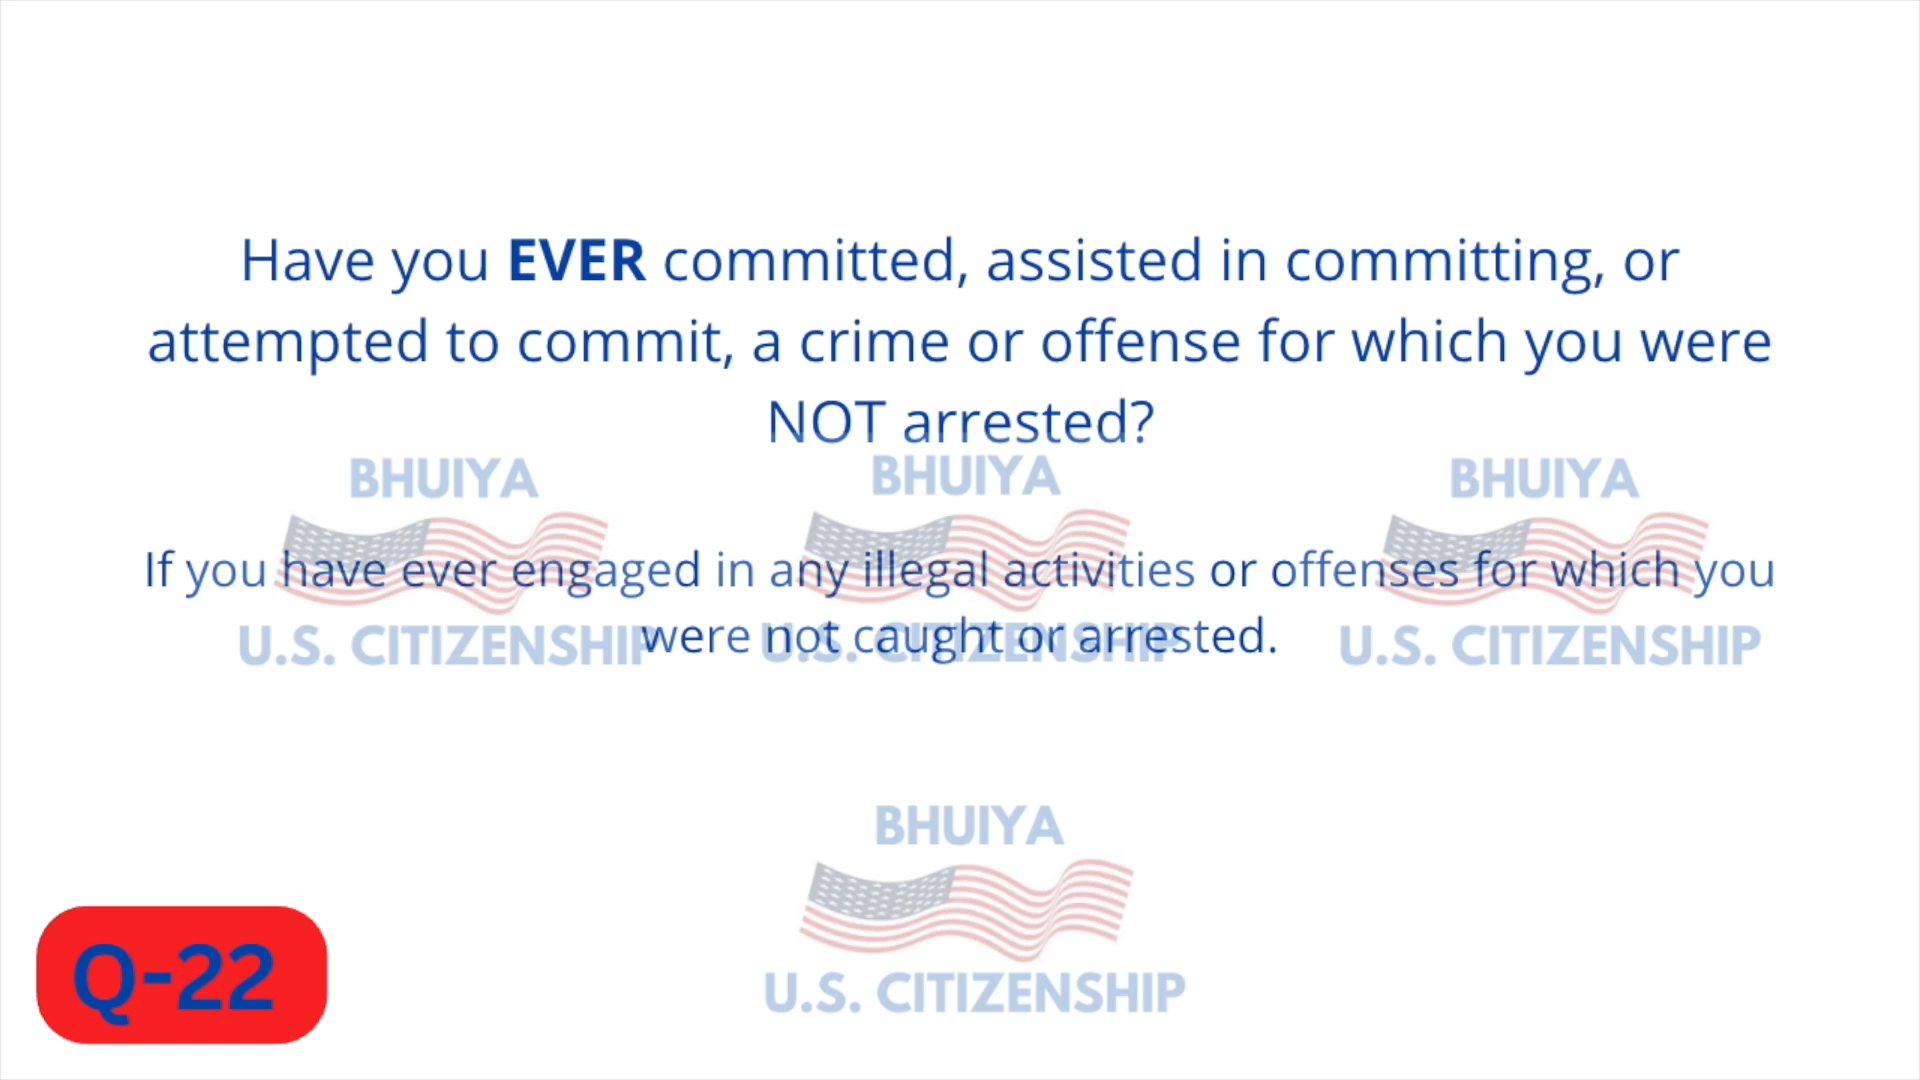 Have you EVER committed, assisted in committing, or
attempted to commit, a crime or offense for which you were
NOT arrested?
BHUIYA BHUIYA BHUIYA
If you have ever engaged in any illegal activities or offenses for which you
were not caught or arrested.
U.S. CITIZENSHIP U.S. CITIZENSHIP U.S. CITIZENSHIP
BHUIYA
U.S. CITIZENSHIP
Q-22